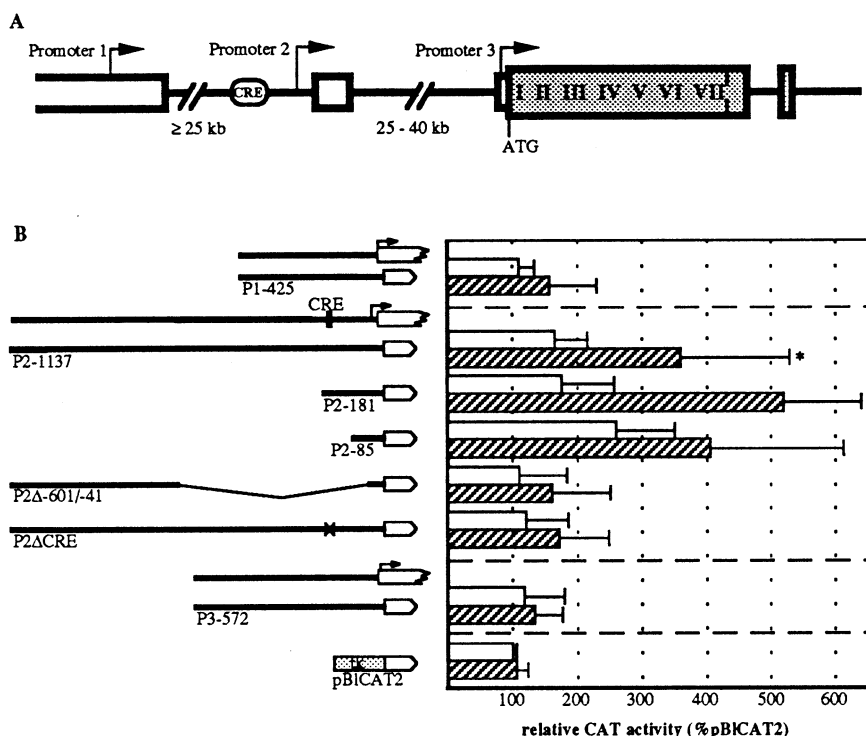 A
Promoter 1
Promoter 2
Promoter 3
CRE
I II III IV V VI VII
≥ 25 kb
25 - 40 kb
ATG
B
P1-425
CRE
P2-1137
*
P2-181
P2-85
P2Δ-601/-41
P2ΔCRE
P3-572
pBlCAT2
100 200 300 400 500 600
relative CAT activity (%pBlCAT2)